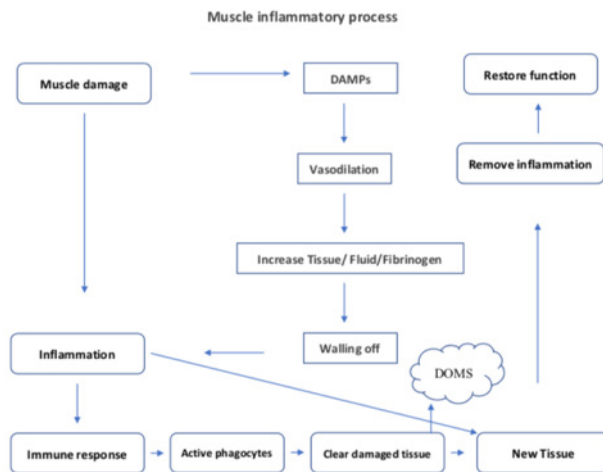 Muscle inflammatory process
Muscle damage
DAMPs
Restore function
Vasodilation
Remove inflammation
Increase Tissue/ Fluid/Fibrinogen
Inflammation
Walling off
DOMS
Immune response
Active phagocytes
Clear damaged tissue
New Tissue